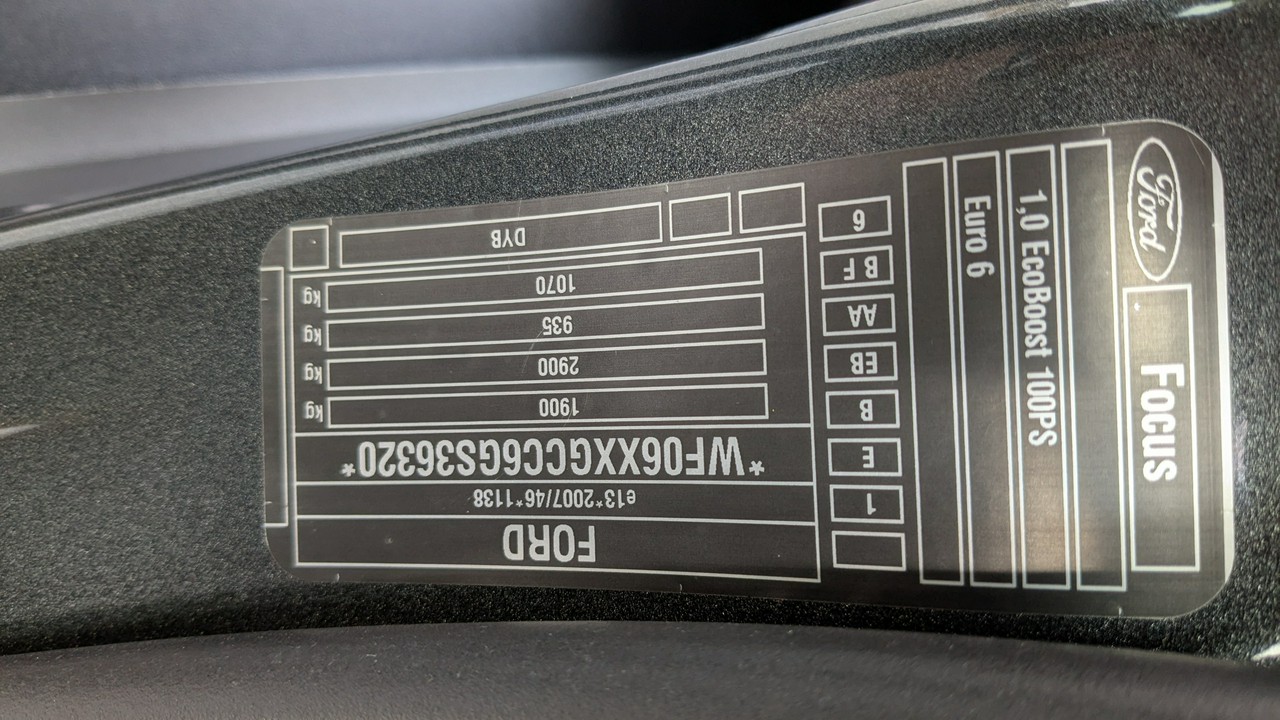 FORD
e13*2007/46*1138
*WF06XXGCC6GS36320*
1900 kg
2900 kg
935 kg
1070 kg
DYB
1
E
B
EB
AA
B F
6
Ford Focus
1,0 EcoBoost 100PS
Euro 6